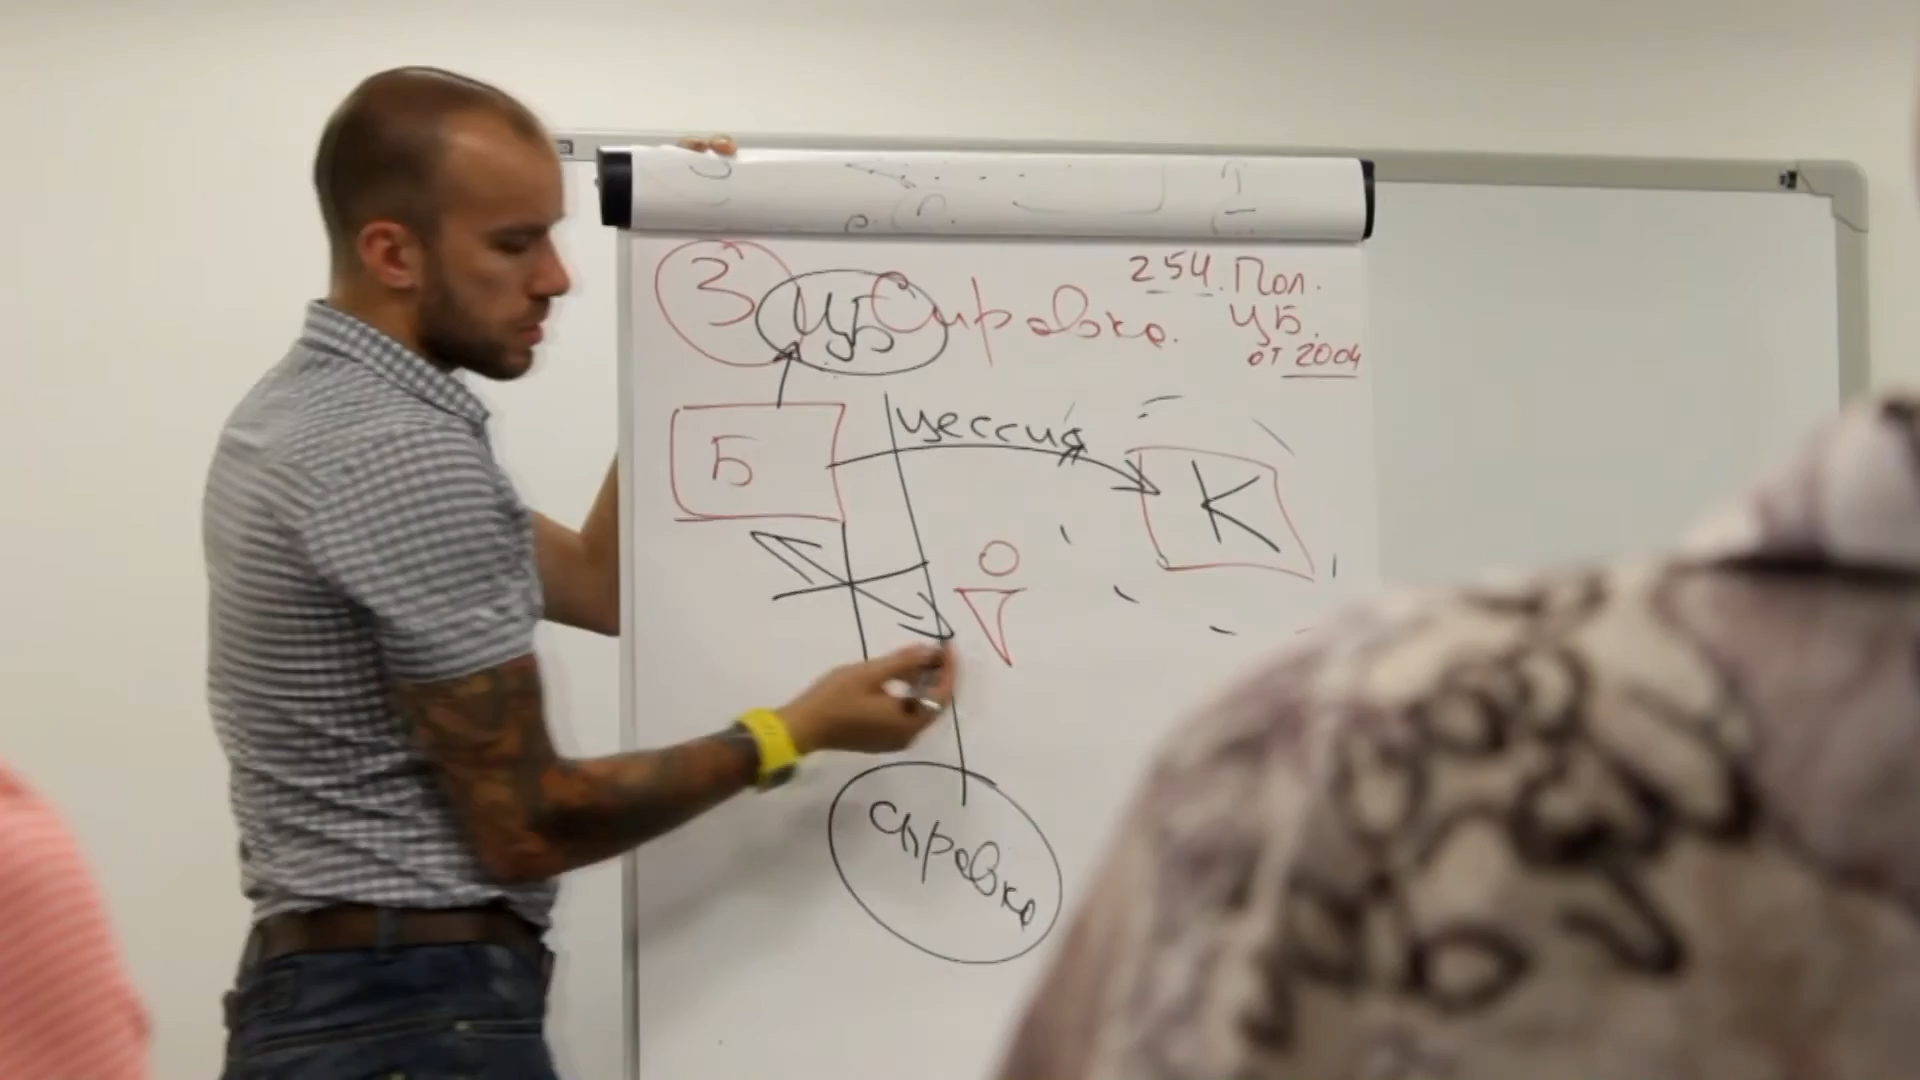 3 ЦБ Справка. 254. Пол.
ЦБ.
от 2004
цессия
Б
К
справка